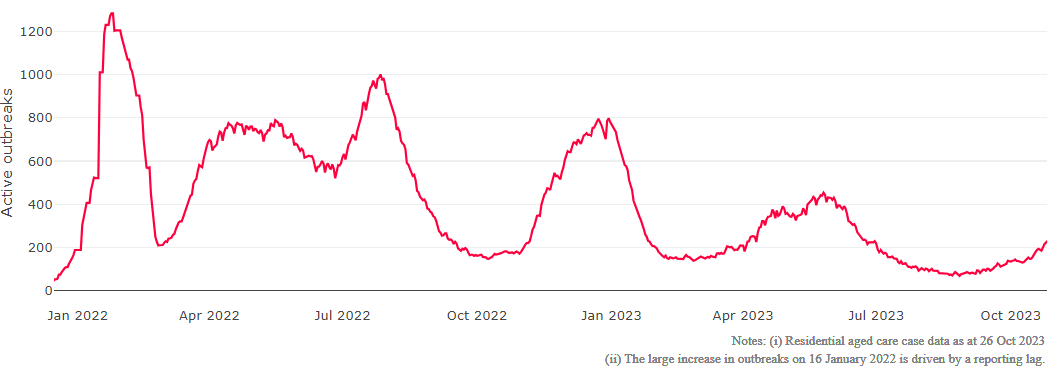 1200
1000
800
600
400
200
0
Active outbreaks
Jan 2022 Apr 2022 Jul 2022 Oct 2022 Jan 2023 Apr 2023 Jul 2023 Oct 2023
Notes: (i) Residential aged care case data as at 26 Oct 2023
(ii) The large increase in outbreaks on 16 January 2022 is driven by a reporting lag.